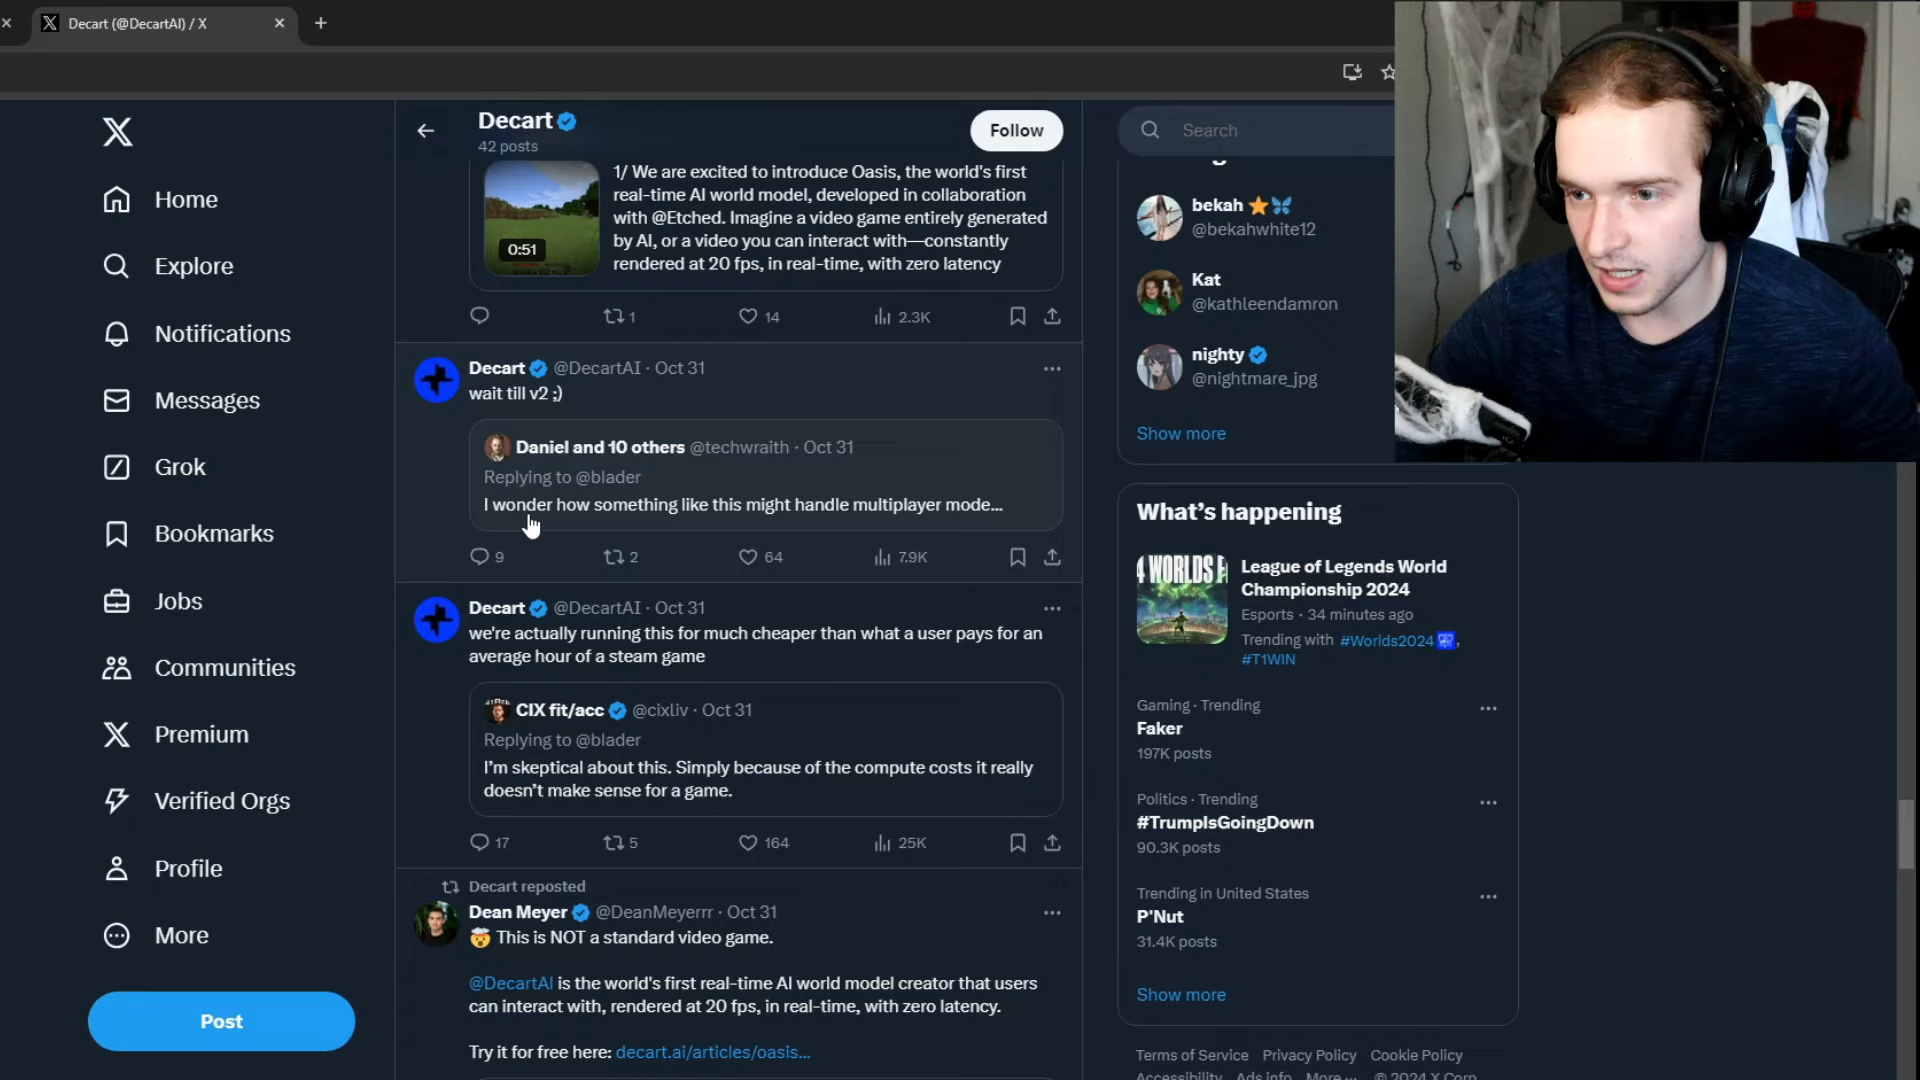 Decart (@DecartAI) / X
Home
Explore
Notifications
Messages
Grok
Bookmarks
Jobs
Communities
Premium
Verified Orgs
Profile
More
Post
Decart
42 posts
Follow
0:51
1/ We are excited to introduce Oasis, the world's first
real-time AI world model, developed in collaboration
with @Etched. Imagine a video game entirely generated
by AI, or a video you can interact with—constantly
rendered at 20 fps, in real-time, with zero latency
1
14
2.3K
Decart @DecartAI · Oct 31
wait till v2 ;)
Daniel and 10 others @techwraith · Oct 31
Replying to @blader
I wonder how something like this might handle multiplayer mode...
9
2
64
7.9K
Decart @DecartAI · Oct 31
we're actually running this for much cheaper than what a user pays for an
average hour of a steam game
CIX fit/acc @cixliv · Oct 31
Replying to @blader
I'm skeptical about this. Simply because of the compute costs it really
doesn't make sense for a game.
17
5
164
25K
Decart reposted
Dean Meyer @DeanMeyerrr · Oct 31
🤯 This is NOT a standard video game.
@DecartAI is the world's first real-time AI world model creator that users
can interact with, rendered at 20 fps, in real-time, with zero latency.
Try it for free here: decart.ai/articles/oasis...
Search
bekah ⭐🦋
@bekahwhite12
Kat
@kathleendamron
nighty
@nightmare_jpg
Show more
What's happening
4 WORLDS
League of Legends World
Championship 2024
Esports · 34 minutes ago
Trending with #Worlds2024,
#T1WIN
Gaming · Trending
Faker
197K posts
Politics · Trending
#TrumpIsGoingDown
90.3K posts
Trending in United States
P'Nut
31.4K posts
Show more
Terms of Service Privacy Policy Cookie Policy
Accessibility Ads info More ... © 2024 X Corp